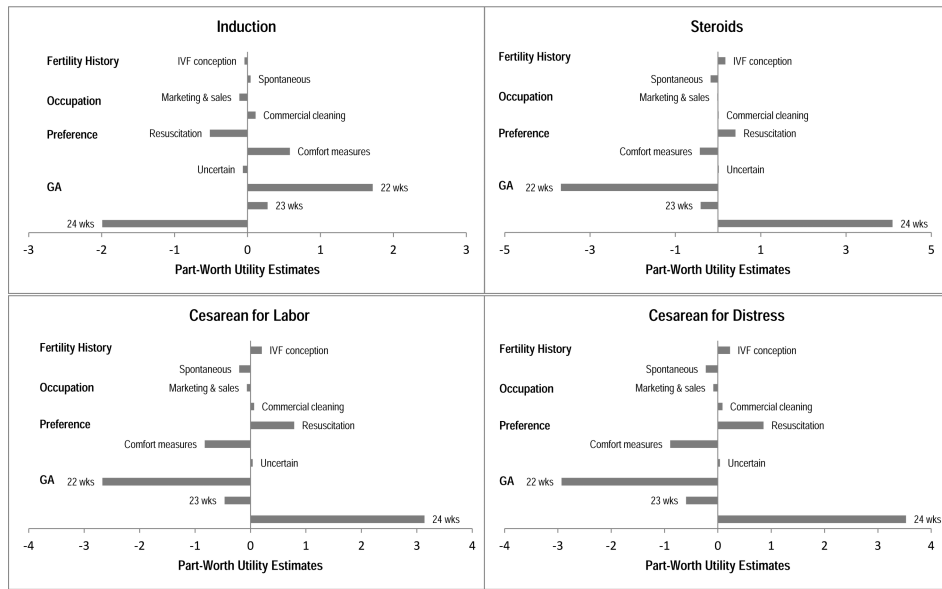 Induction
Fertility History IVF conception
Spontaneous
Occupation Marketing & sales
Commercial cleaning
Preference Resuscitation
Comfort measures
Uncertain
GA 22 wks
23 wks
24 wks
-3 -2 -1 0 1 2 3
Part-Worth Utility Estimates
Steroids
Fertility History IVF conception
Spontaneous
Occupation Marketing & sales
Commercial cleaning
Preference Resuscitation
Comfort measures
Uncertain
GA 22 wks
23 wks
24 wks
-5 -3 -1 1 3 5
Part-Worth Utility Estimates
Cesarean for Labor
Fertility History IVF conception
Spontaneous
Occupation Marketing & sales
Commercial cleaning
Preference Resuscitation
Comfort measures
Uncertain
GA 22 wks
23 wks
24 wks
-4 -3 -2 -1 0 1 2 3 4
Part-Worth Utility Estimates
Cesarean for Distress
Fertility History IVF conception
Spontaneous
Occupation Marketing & sales
Commercial cleaning
Preference Resuscitation
Comfort measures
Uncertain
GA 22 wks
23 wks
24 wks
-4 -3 -2 -1 0 1 2 3 4
Part-Worth Utility Estimates